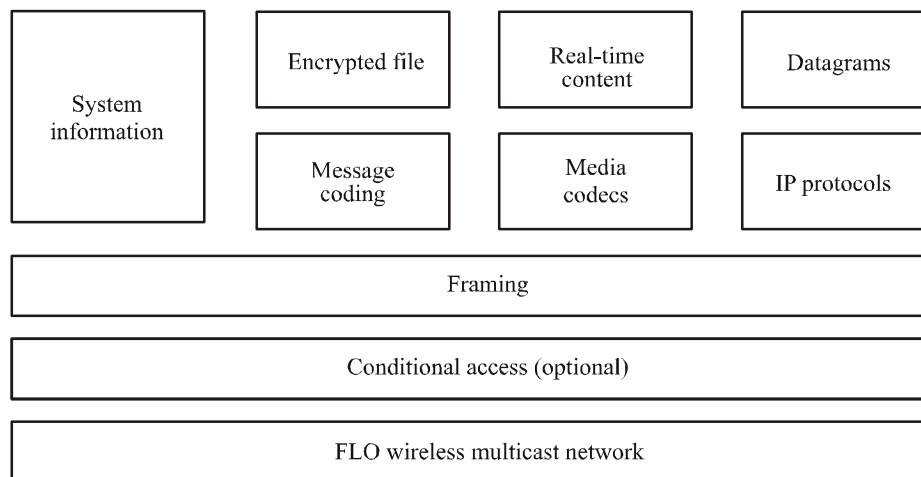 System
information
Encrypted file
Real-time
content
Datagrams
Message
coding
Media
codecs
IP protocols
Framing
Conditional access (optional)
FLO wireless multicast network